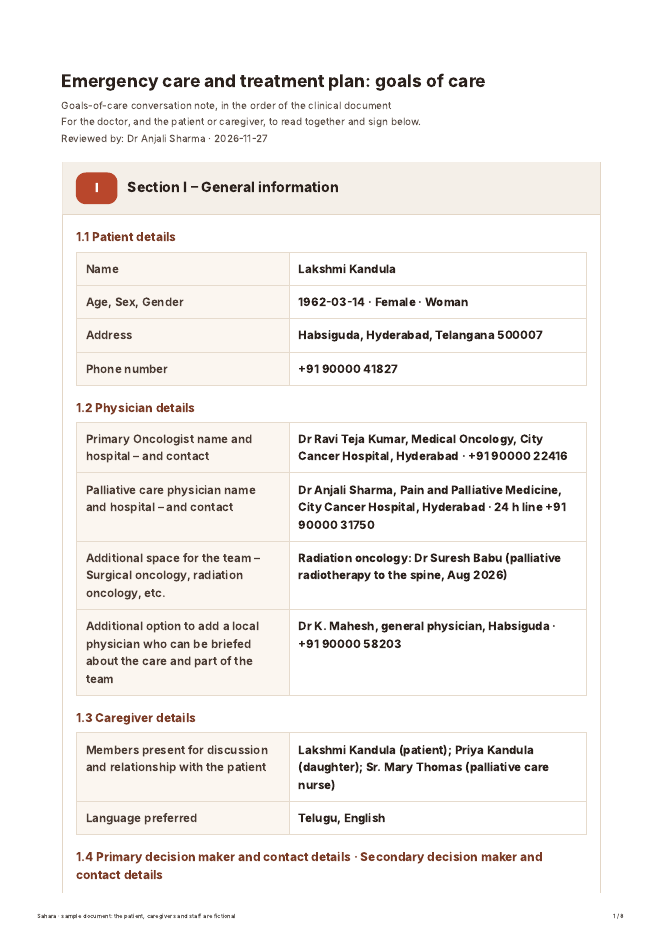 Emergency care and treatment plan: goals of care
Goals-of-care conversation note, in the order of the clinical document
For the doctor, and the patient or caregiver, to read together and sign below.
Reviewed by: Dr Anjali Sharma · 2026-11-27
I
Section I – General information
1.1 Patient details
Name
Lakshmi Kandula
Age, Sex, Gender
1962-03-14 · Female · Woman
Address
Habsiguda, Hyderabad, Telangana 500007
Phone number
+91 90000 41827
1.2 Physician details
Primary Oncologist name and
hospital – and contact
Dr Ravi Teja Kumar, Medical Oncology, City
Cancer Hospital, Hyderabad · +91 90000 22416
Palliative care physician name
and hospital – and contact
Dr Anjali Sharma, Pain and Palliative Medicine,
City Cancer Hospital, Hyderabad · 24 h line +91
90000 31750
Additional space for the team –
Surgical oncology, radiation
oncology, etc.
Radiation oncology: Dr Suresh Babu (palliative
radiotherapy to the spine, Aug 2026)
Additional option to add a local
physician who can be briefed
about the care and part of the
team
Dr K. Mahesh, general physician, Habsiguda ·
+91 90000 58203
1.3 Caregiver details
Members present for discussion
and relationship with the patient
Lakshmi Kandula (patient); Priya Kandula
(daughter); Sr. Mary Thomas (palliative care
nurse)
Language preferred
Telugu, English
1.4 Primary decision maker and contact details · Secondary decision maker and
contact details
Sahara · sample document: the patient, caregivers and staff are fictional
1 / 6